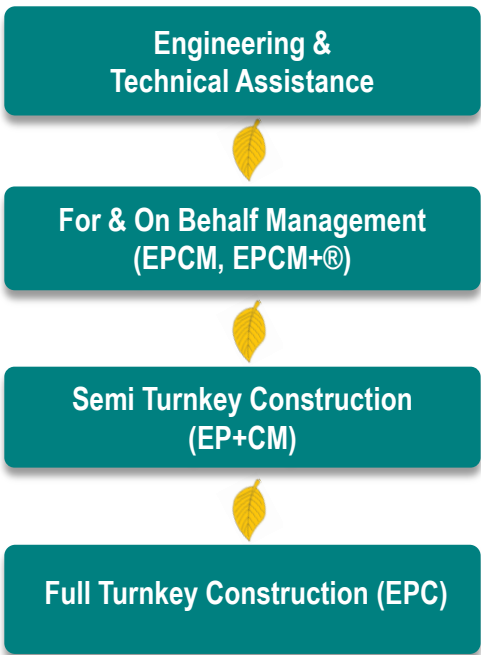 Engineering &
Technical Assistance
For & On Behalf Management
(EPCM, EPCM+®)
Semi Turnkey Construction
(EP+CM)
Full Turnkey Construction (EPC)